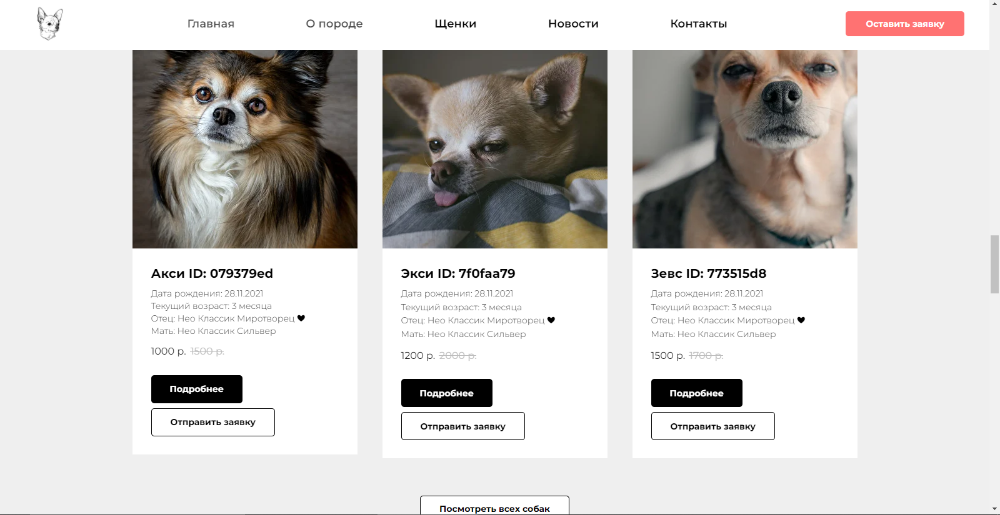 Главная О породе Щенки Новости Контакты Оставить заявку
Акси ID: 079379ed
Дата рождения: 28.11.2021
Текущий возраст: 3 месяца
Отец: Нео Классик Миротворец 🖤
Мать: Нео Классик Сильвер
1000 р. 1500 р.
Подробнее
Отправить заявку
Экси ID: 7f0faa79
Дата рождения: 28.11.2021
Текущий возраст: 3 месяца
Отец: Нео Классик Миротворец 🖤
Мать: Нео Классик Сильвер
1200 р. 2000 р.
Подробнее
Отправить заявку
Зевс ID: 773515d8
Дата рождения: 28.11.2021
Текущий возраст: 3 месяца
Отец: Нео Классик Миротворец 🖤
Мать: Нео Классик Сильвер
1500 р. 1700 р.
Подробнее
Отправить заявку
Посмотреть всех собак